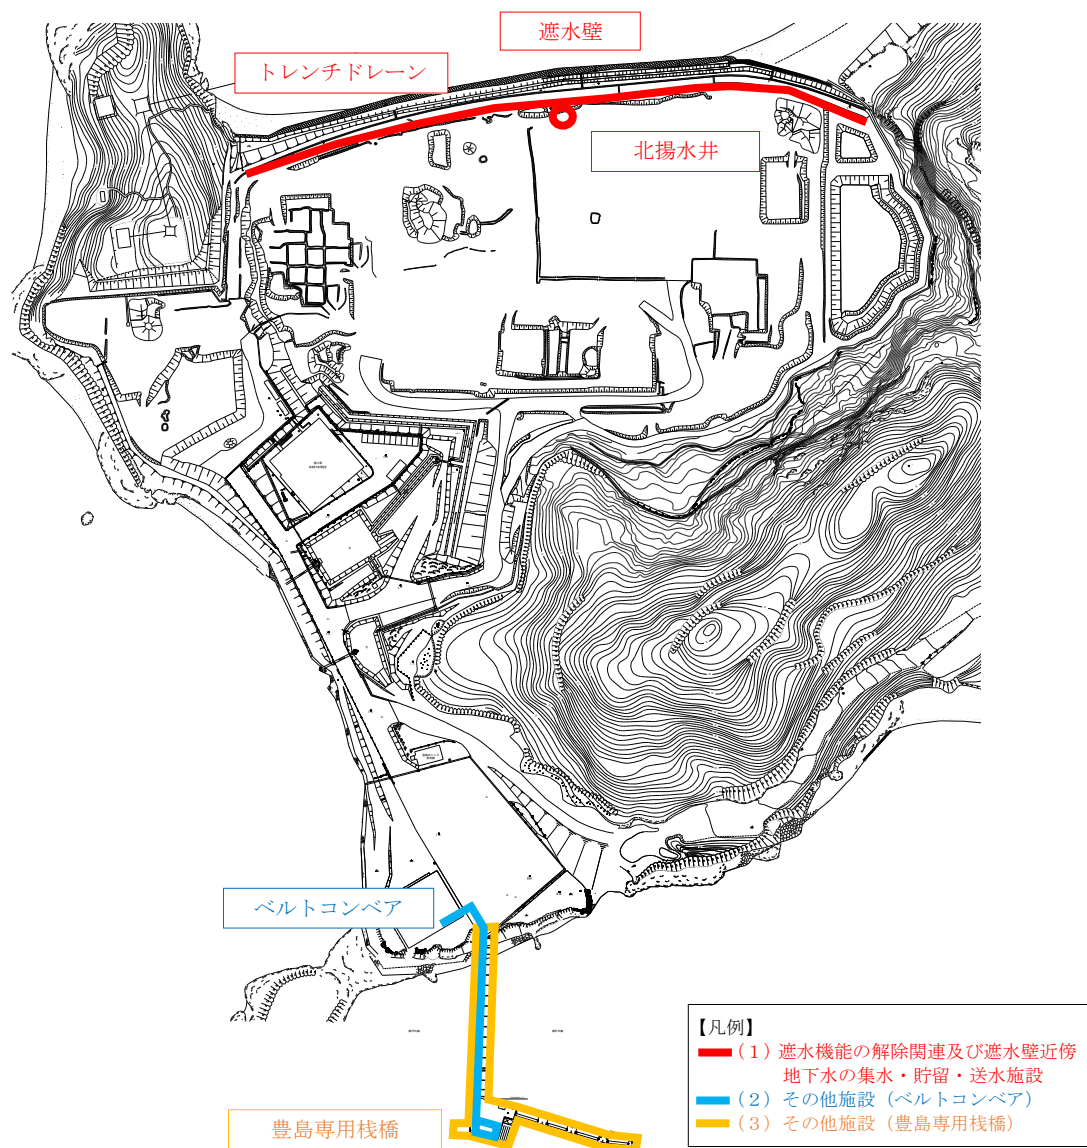 遮水壁
トレンチドレーン
北揚水井
ベルトコンベア
豊島専用桟橋
【凡例】
(1)遮水機能の解除関連及び遮水壁近傍
地下水の集水・貯留・送水施設
(2)その他施設(ベルトコンベア)
(3)その他施設(豊島専用桟橋)